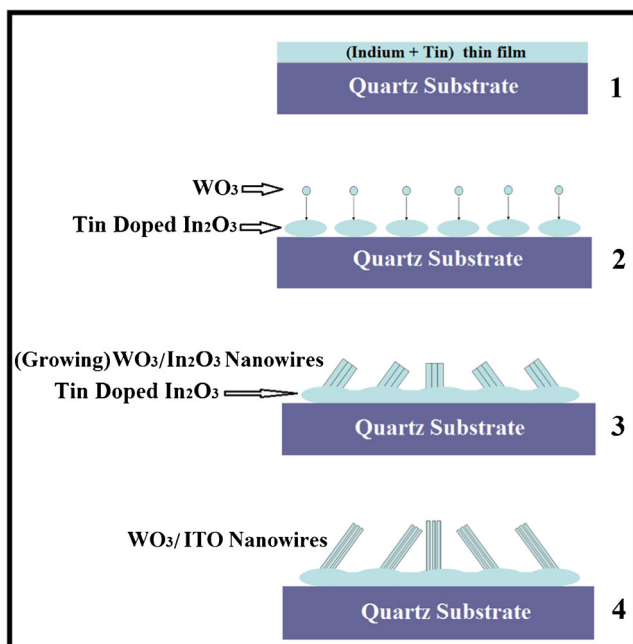 (Indium + Tin) thin film
Quartz Substrate
1
WO₃
Tin Doped In₂O₃
Quartz Substrate
2
(Growing) WO₃/In₂O₃ Nanowires
Tin Doped In₂O₃
Quartz Substrate
3
WO₃/ITO Nanowires
Quartz Substrate
4